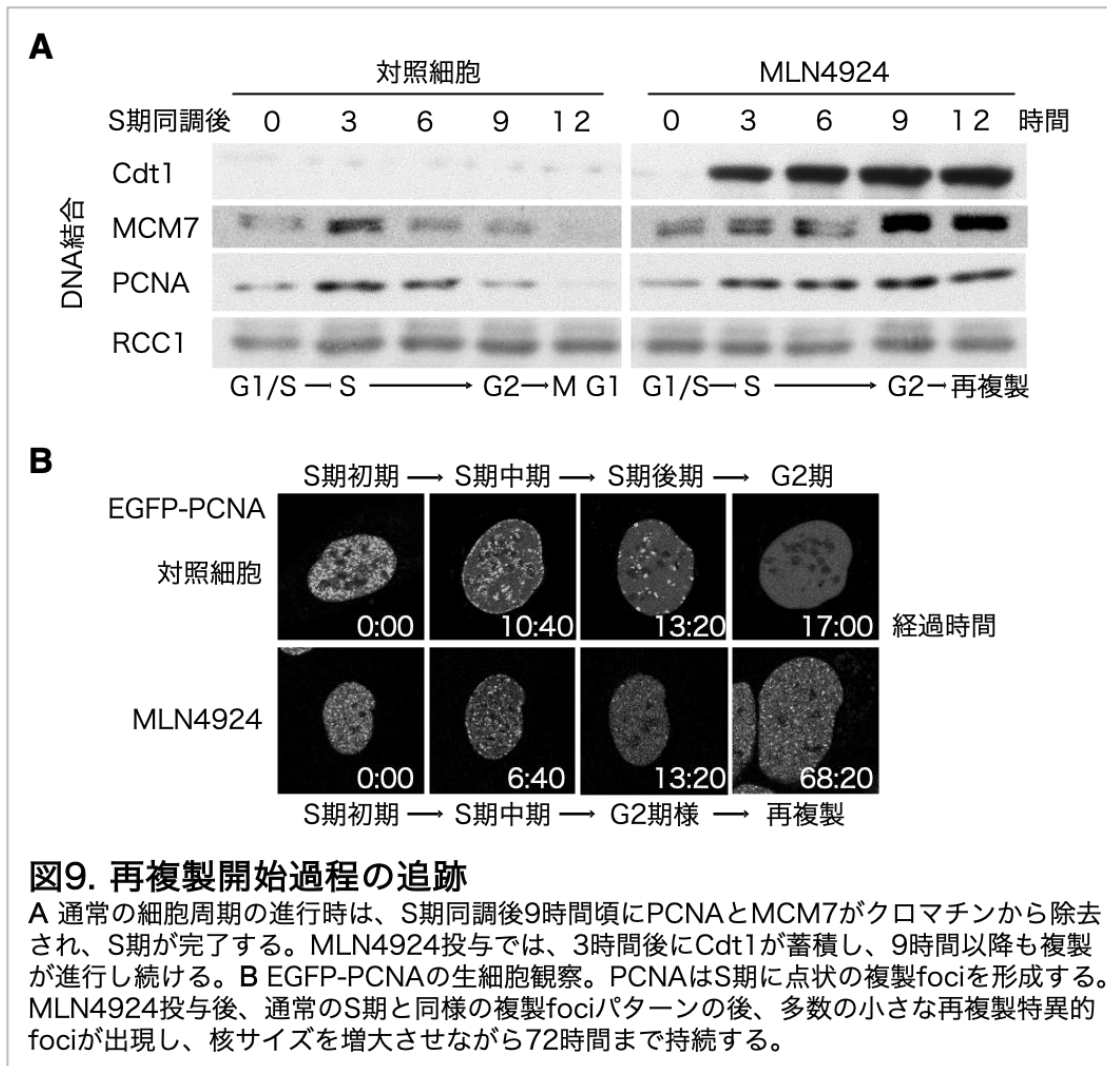 A
対照細胞 MLN4924
S期同調後 0 3 6 9 12 0 3 6 9 12 時間
DNA結合
Cdt1
MCM7
PCNA
RCC1
G1/S→S→G2→M G1 G1/S→S→G2→再複製
B
S期初期→S期中期→S期後期→G2期
EGFP-PCNA
対照細胞
0:00 10:40 13:20 17:00 経過時間
MLN4924
0:00 6:40 13:20 68:20
S期初期→S期中期→G2期様→再複製
図9. 再複製開始過程の追跡
A 通常の細胞周期の進行時は、S期同調後9時間頃にPCNAとMCM7がクロマチンから除去
され、S期が完了する。MLN4924投与では、3時間後にCdt1が蓄積し、9時間以降も複製
が進行し続ける。B EGFP-PCNAの生細胞観察。PCNAはS期に点状の複製fociを形成する。
MLN4924投与後、通常のS期と同様の複製fociパターンの後、多数の小さな再複製特異的
fociが出現し、核サイズを増大させながら72時間まで持続する。